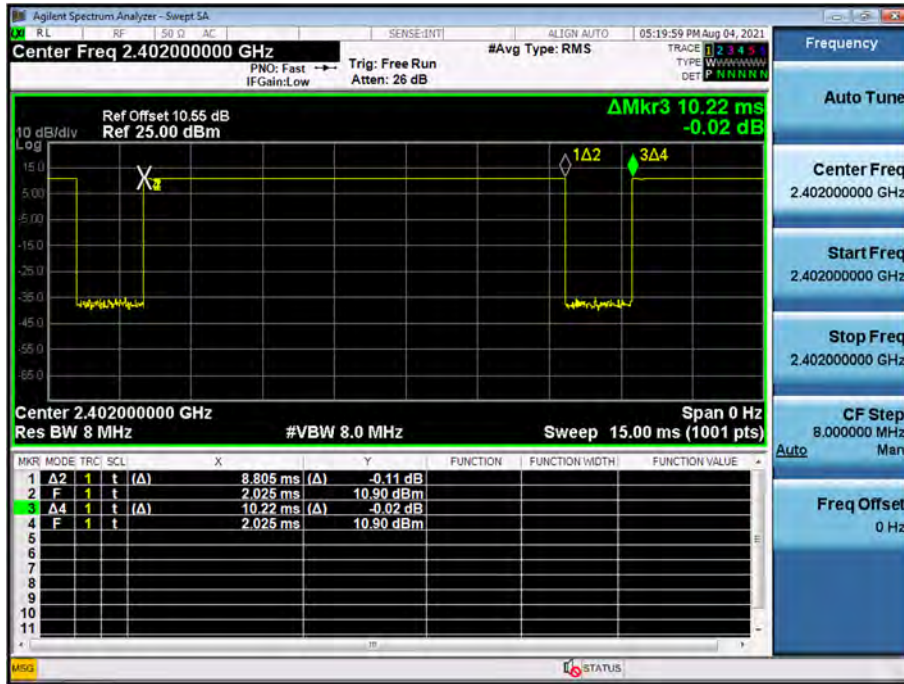 Agilent Spectrum Analyzer - Swept SA
RL RF 50 Ω AC SENSE:INT ALIGN AUTO 05:19:59 PM Aug 04, 2021
Center Freq 2.402000000 GHz
PNO: Fast
IFGain:Low
Trig: Free Run
Atten: 26 dB
#Avg Type: RMS
TRACE 1 2 3 4 5 6
TYPE WWWWWW
DET P N N N N N
Ref Offset 10.55 dB
10 dB/div Ref 25.00 dBm
Log
ΔMkr3 10.22 ms
-0.02 dB
1Δ2 3Δ4
15.0
5.00
-5.00
-15.0
-25.0
-35.0
-45.0
-55.0
-65.0
Center 2.402000000 GHz Span 0 Hz
Res BW 8 MHz #VBW 8.0 MHz Sweep 15.00 ms (1001 pts)
MKR MODE TRC SCL X Y FUNCTION FUNCTION WIDTH FUNCTION VALUE
1 Δ2 1 t (Δ) 8.805 ms (Δ) -0.11 dB
2 F 1 t 2.025 ms 10.90 dBm
3 Δ4 1 t (Δ) 10.22 ms (Δ) -0.02 dB
4 F 1 t 2.025 ms 10.90 dBm
5
6
7
8
9
10
11
MSG STATUS
Frequency
Auto Tune
Center Freq
2.402000000 GHz
Start Freq
2.402000000 GHz
Stop Freq
2.402000000 GHz
CF Step
8.000000 MHz
Auto Man
Freq Offset
0 Hz